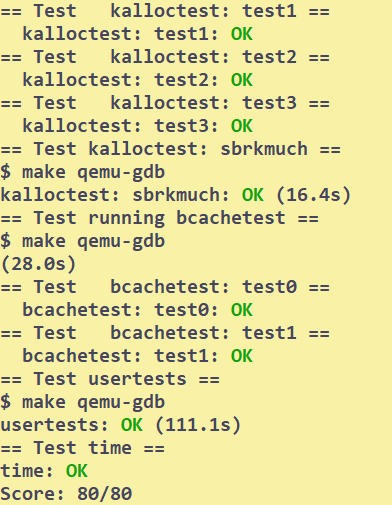 == Test   kalloctest: test1 ==
  kalloctest: test1: OK
== Test   kalloctest: test2 ==
  kalloctest: test2: OK
== Test   kalloctest: test3 ==
  kalloctest: test3: OK
== Test kalloctest: sbrkmuch ==
$ make qemu-gdb
kalloctest: sbrkmuch: OK (16.4s)
== Test running bcachetest ==
$ make qemu-gdb
(28.0s)
== Test   bcachetest: test0 ==
  bcachetest: test0: OK
== Test   bcachetest: test1 ==
  bcachetest: test1: OK
== Test usertests ==
$ make qemu-gdb
usertests: OK (111.1s)
== Test time ==
time: OK
Score: 80/80